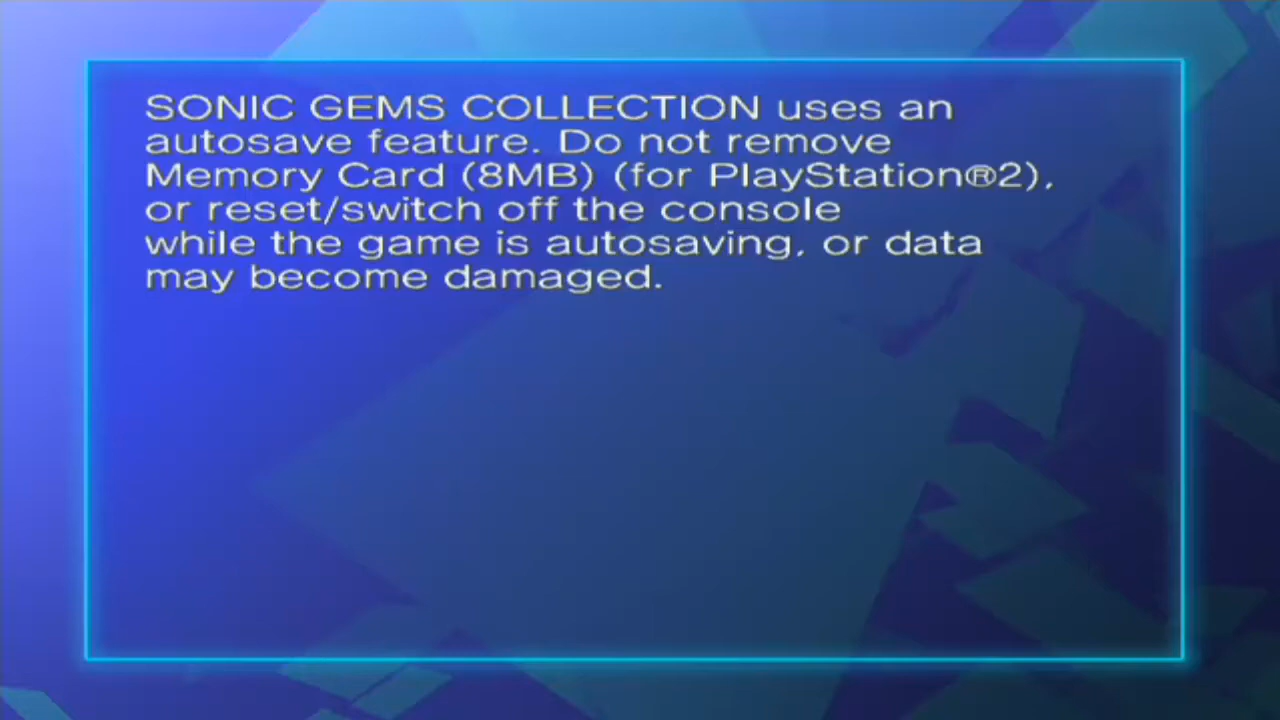 SONIC GEMS COLLECTION uses an
autosave feature. Do not remove
Memory Card (8MB) (for PlayStation®2),
or reset/switch off the console
while the game is autosaving, or data
may become damaged.